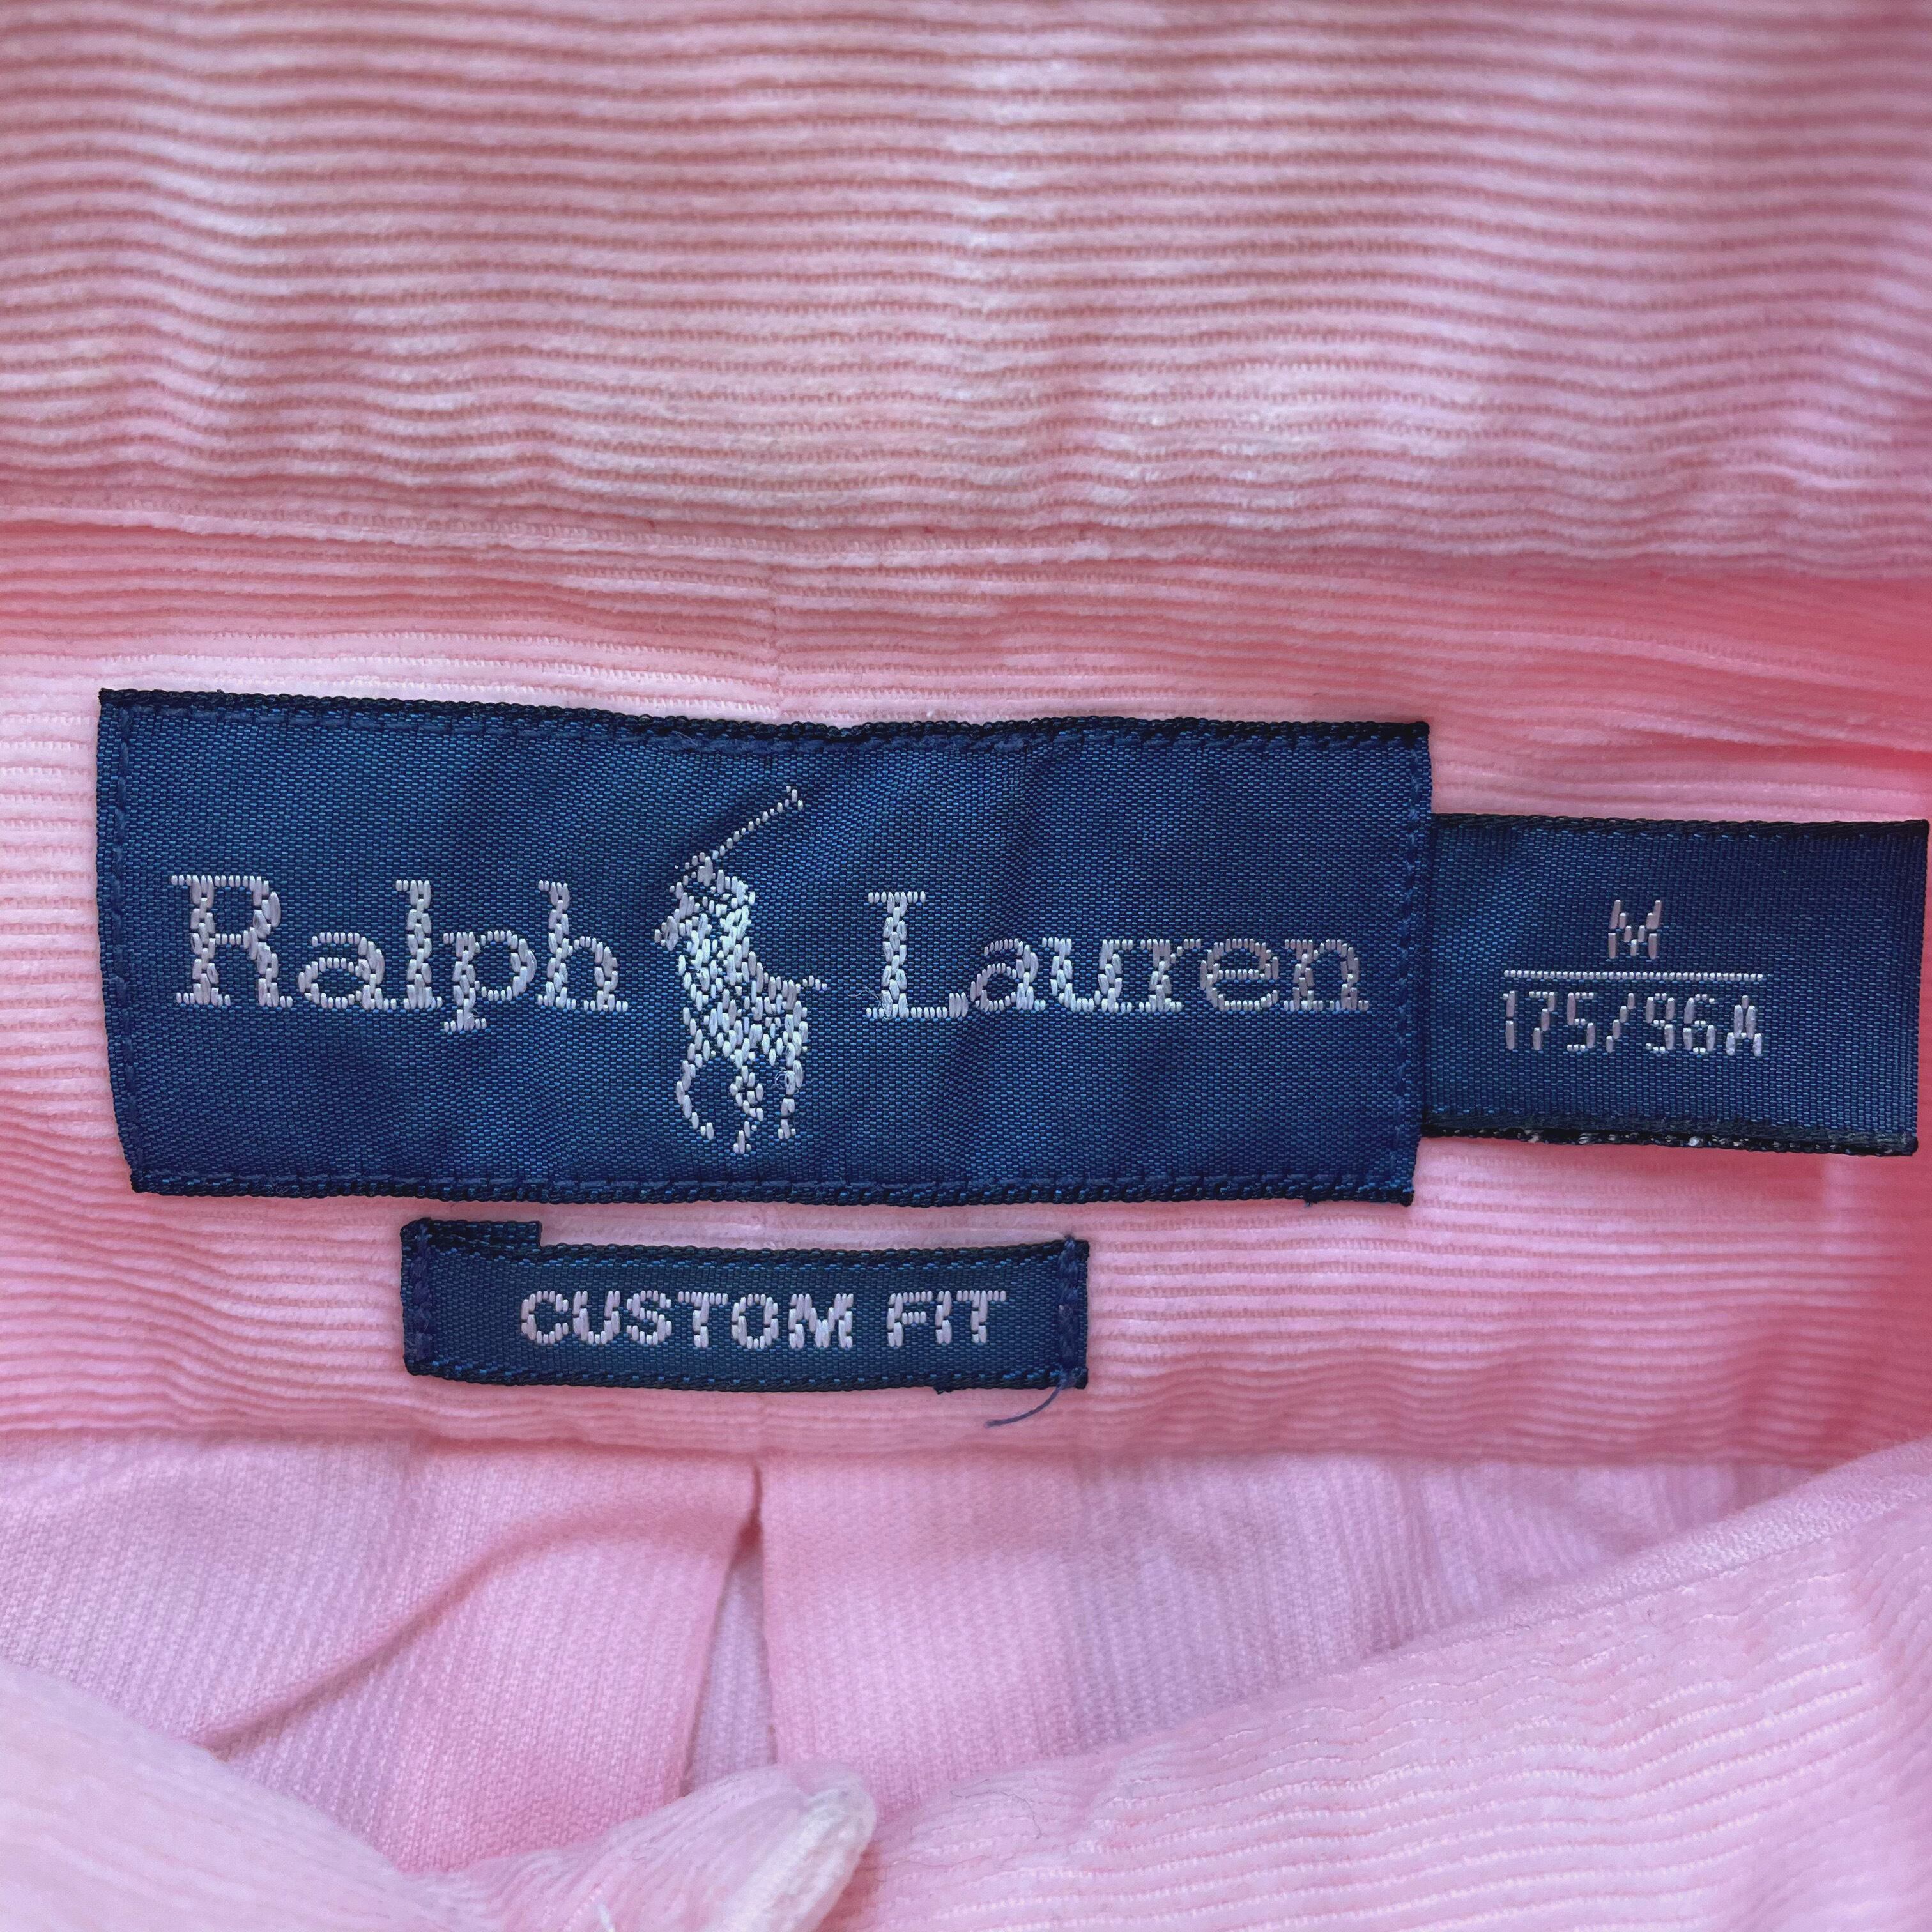 Ralph Lauren
M
175/96A
CUSTOM FIT